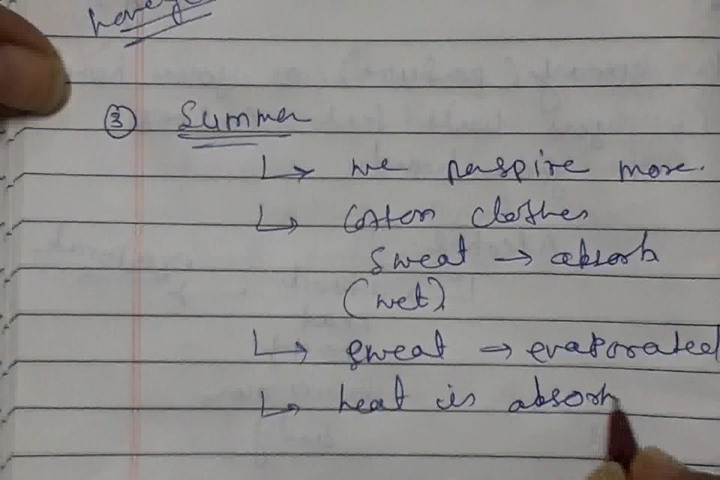 ③ Summer
↳ we perspire more.
↳ Cotton clothes
sweat → absorb
(wet)
↳ sweat → evaporated
↳ heat is absorb